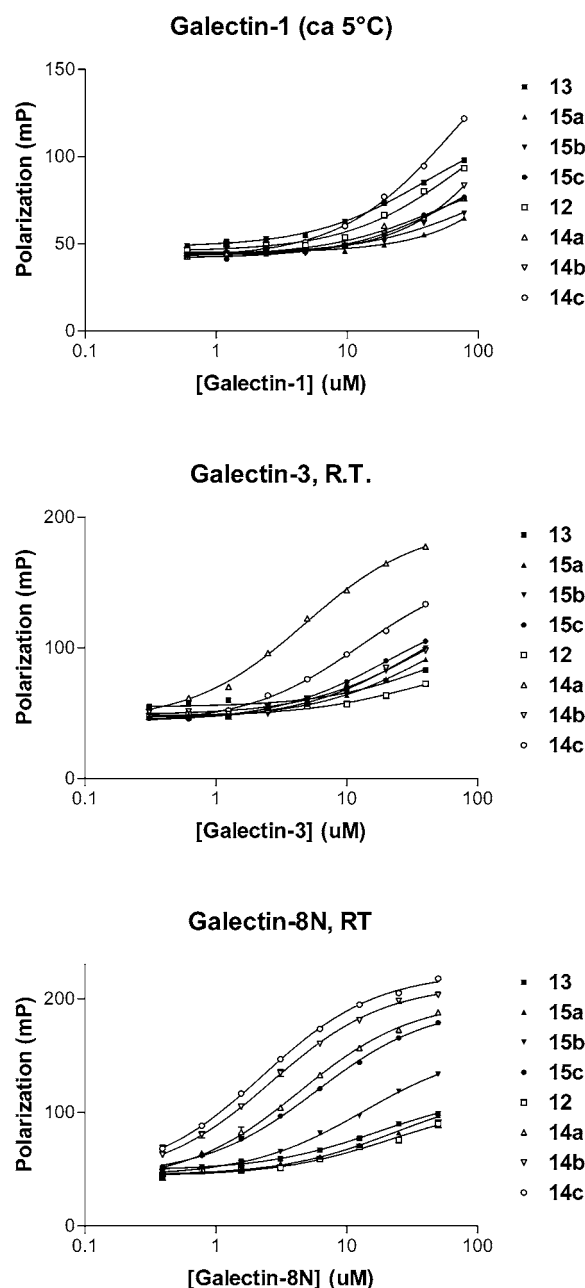 Galectin-1 (ca 5°C)
Polarization (mP)
150
100
50
0
0.1
1
10
100
[Galectin-1] (uM)
13
15a
15b
15c
12
14a
14b
14c
Galectin-3, R.T.
Polarization (mP)
200
100
0
0.1
1
10
100
[Galectin-3] (uM)
13
15a
15b
15c
12
14a
14b
14c
Galectin-8N, RT
Polarization (mP)
200
100
0
0.1
1
10
100
[Galectin-8N] (uM)
13
15a
15b
15c
12
14a
14b
14c